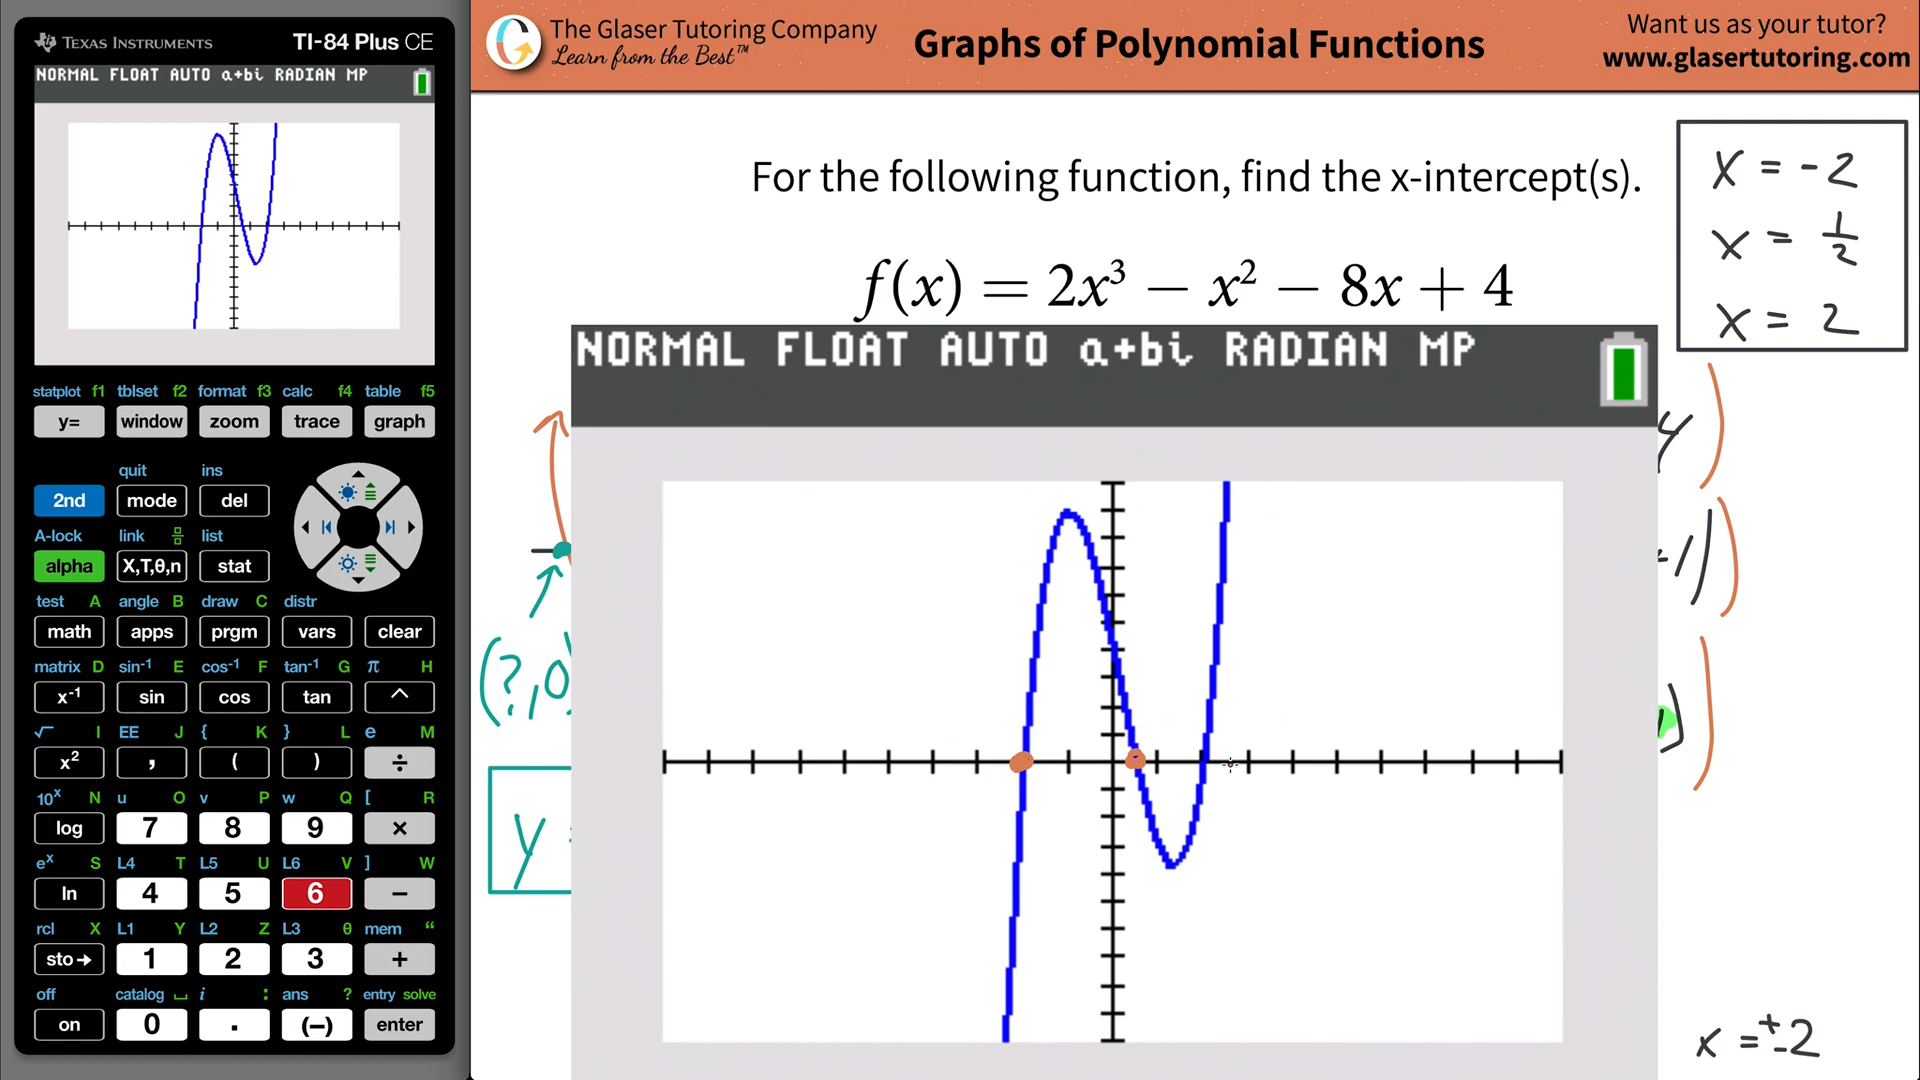 TEXAS INSTRUMENTS TI-84 Plus CE
NORMAL FLOAT AUTO a+bi RADIAN MP
statplot f1 tblset f2 format f3 calc f4 table f5
y= window zoom trace graph
quit ins
2nd mode del
A-lock link list
alpha X,T,θ,n stat
test A angle B draw C distr
math apps prgm vars clear
matrix D sin-1 E cos-1 F tan-1 G π H
x-1 sin cos tan ^
√ I EE J { K } L e M
x² , ( ) ÷
10ˣ N u O v P w Q [ R
log 7 8 9 ×
eˣ S L4 T L5 U L6 V ] W
ln 4 5 6 −
rcl X L1 Y L2 Z L3 θ mem “
sto→ 1 2 3 +
off catalog i : ans ? entry solve
on 0 . (−) enter
The Glaser Tutoring Company
Learn from the Best™
Graphs of Polynomial Functions
Want us as your tutor?
www.glasertutoring.com
For the following function, find the x-intercept(s).
f(x) = 2x³ − x² − 8x + 4
x = -2
x = 1/2
x = 2
NORMAL FLOAT AUTO a+bi RADIAN MP
4)
-1)
(?,0)
y =
x = ±2